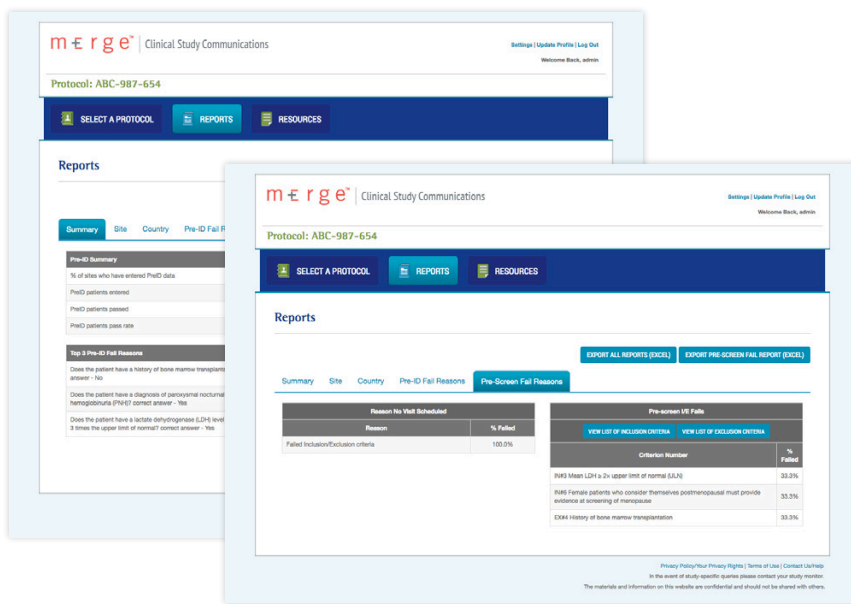 merge™ Clinical Study Communications
Settings | Update Profile | Log Out
Welcome Back, admin
Protocol: ABC-987-654
SELECT A PROTOCOL
REPORTS
RESOURCES
Reports
Summary Site Country Pre-ID Fail R
Pre-ID Summary
% of sites who have entered PreID data
PreID patients entered
PreID patients passed
PreID patients pass rate
Top 3 Pre-ID Fail Reasons
Does the patient have a history of bone marrow transplanta
answer - No
Does the patient have a diagnosis of paroxysmal nocturnal
hemoglobinuria (PNH)? correct answer - Yes
Does the patient have a lactate dehydrogenase (LDH) level
3 times the upper limit of normal? correct answer - Yes
merge™ Clinical Study Communications
Settings | Update Profile | Log Out
Welcome Back, admin
Protocol: ABC-987-654
SELECT A PROTOCOL
REPORTS
RESOURCES
Reports
EXPORT ALL REPORTS (EXCEL) EXPORT PRE-SCREEN FAIL REPORT (EXCEL)
Summary Site Country Pre-ID Fail Reasons Pre-Screen Fail Reasons
Reason No Visit Scheduled
Reason % Failed
Failed Inclusion/Exclusion criteria 100.0%
Pre-screen I/E Fails
VIEW LIST OF INCLUSION CRITERIA VIEW LIST OF EXCLUSION CRITERIA
Criterion Number % Failed
IN#3 Mean LDH ≥ 2× upper limit of normal (ULN) 33.3%
IN#6 Female patients who consider themselves postmenopausal must provide
evidence at screening of menopause 33.3%
EX#4 History of bone marrow transplantation 33.3%
Privacy Policy/Your Privacy Rights | Terms of Use | Contact Us/Help
In the event of study-specific queries please contact your study monitor.
The materials and information on this website are confidential and should not be shared with others.